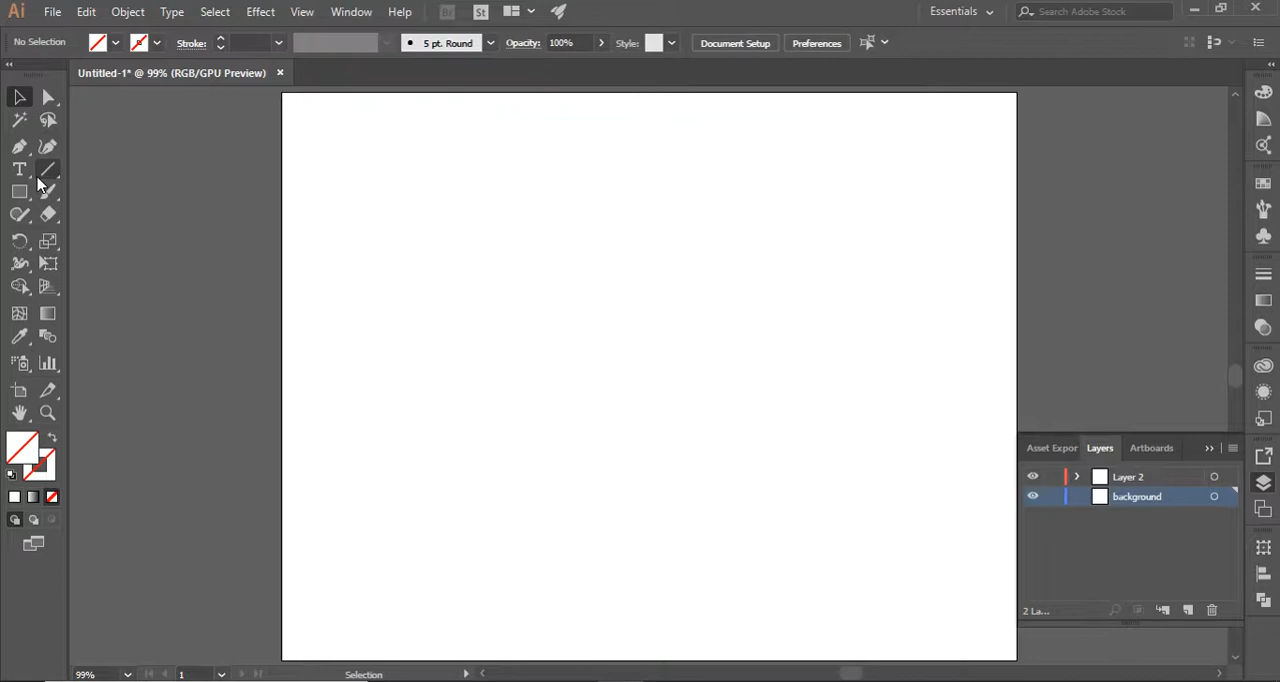 Ai File Edit Object Type Select Effect View Window Help Br St Essentials Search Adobe Stock
No Selection Stroke: 5 pt. Round Opacity: 100% Style: Document Setup Preferences
Untitled-1* @ 99% (RGB/GPU Preview)
T
Asset Expor Layers Artboards
Layer 2
background
2 La...
99% 1 Selection